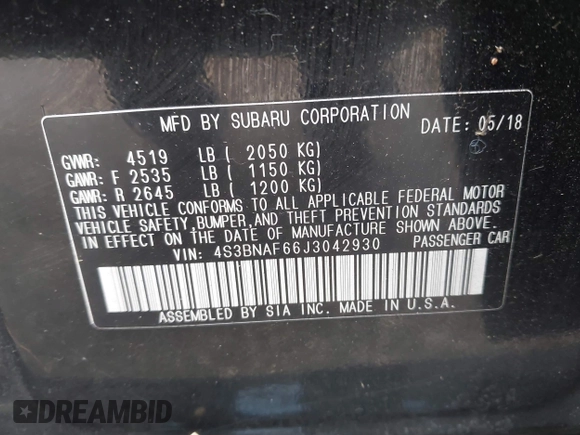 MFD BY SUBARU CORPORATION
DATE: 05/18
GVWR: 4519 LB ( 2050 KG)
GAWR: F 2535 LB ( 1150 KG)
GAWR: R 2645 LB ( 1200 KG)
THIS VEHICLE CONFORMS TO ALL APPLICABLE FEDERAL MOTOR
VEHICLE SAFETY, BUMPER, AND THEFT PREVENTION STANDARDS
IN EFFECT ON THE DATE OF MANUFACTURE SHOWN ABOVE.
VIN: 4S3BNAF66J3042930 PASSENGER CAR
ASSEMBLED BY SIA INC. MADE IN U.S.A.
DREAMBID